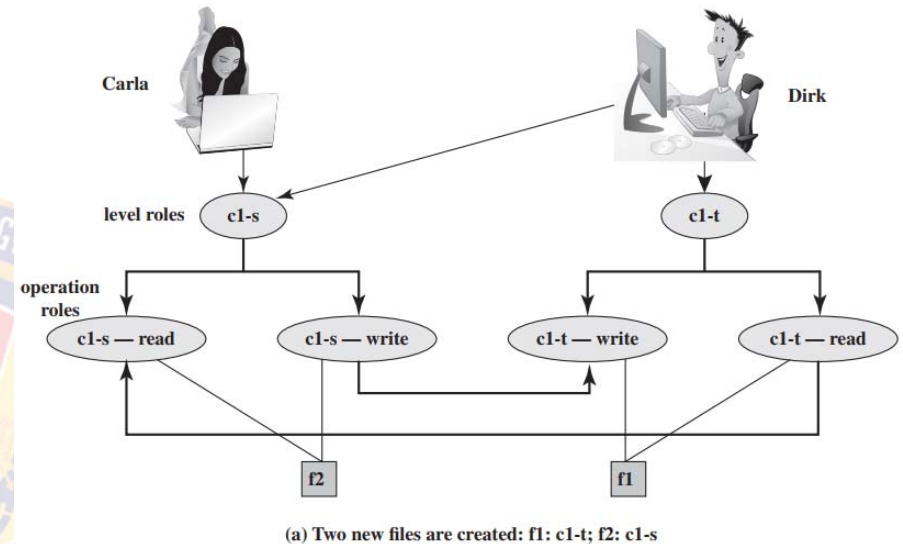 Carla
Dirk
level roles
c1-s
c1-t
operation
roles
c1-s — read
c1-s — write
c1-t — write
c1-t — read
f2
f1
(a) Two new files are created: f1: c1-t; f2: c1-s